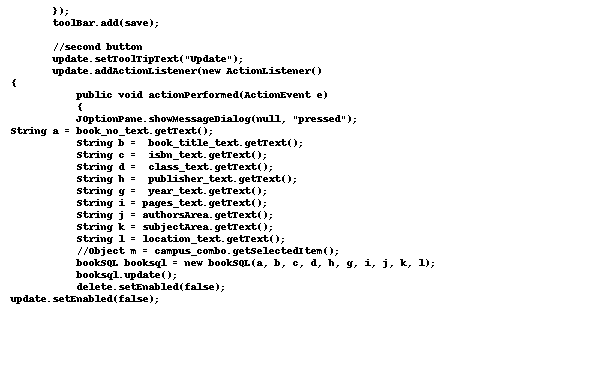 });
toolBar.add(save);
//second button
update.setToolTipText("Update");
update.addActionListener(new ActionListener()
{
public void actionPerformed(ActionEvent e)
{
JOptionPane.showMessageDialog(null, "pressed");
String a = book_no_text.getText();
String b =  book_title_text.getText();
String c =  isbn_text.getText();
String d =  class_text.getText();
String h =  publisher_text.getText();
String g =  year_text.getText();
String i = pages_text.getText();
String j = authorsArea.getText();
String k = subjectArea.getText();
String l = location_text.getText();
//Object m = campus_combo.getSelectedItem();
bookSQL booksql = new bookSQL(a, b, c, d, h, g, i, j, k, l);
booksql.update();
delete.setEnabled(false);
update.setEnabled(false);